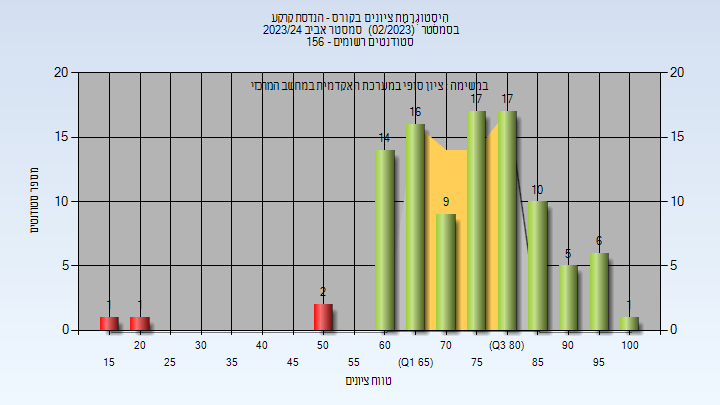 היסטוגרמת ציונים בקורס - הנדסת קרקע
בסמסטר (02/2023) סמסטר אביב 2023/24
סטודנטים רשומים - 156
במשימה ציון סופי במערכת האקדמית במחשב המרכזי
20
15
10
5
0
20
15
10
5
0
מספר סטודנטים
1 1 2 14 16 9 17 17 10 5 6 1
20 30 40 50 60 70 (Q3 80) 90 100
15 25 35 45 55 (Q1 65) 75 85 95
טווח ציונים